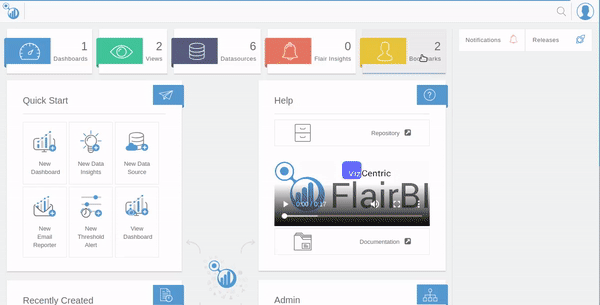 1
Dashboards
2
Views
6
Datasources
0
Flair Insights
2
Notifications
Releases
Quick Start
New
Dashboard
New Data
Insights
New Data
Source
New
Email
Reporter
New
Threshold
Alert
View
Dashboard
Help
Repository
VizCentric
FlairBI
0:00 / 0:17
Documentation
Recently Created
Admin